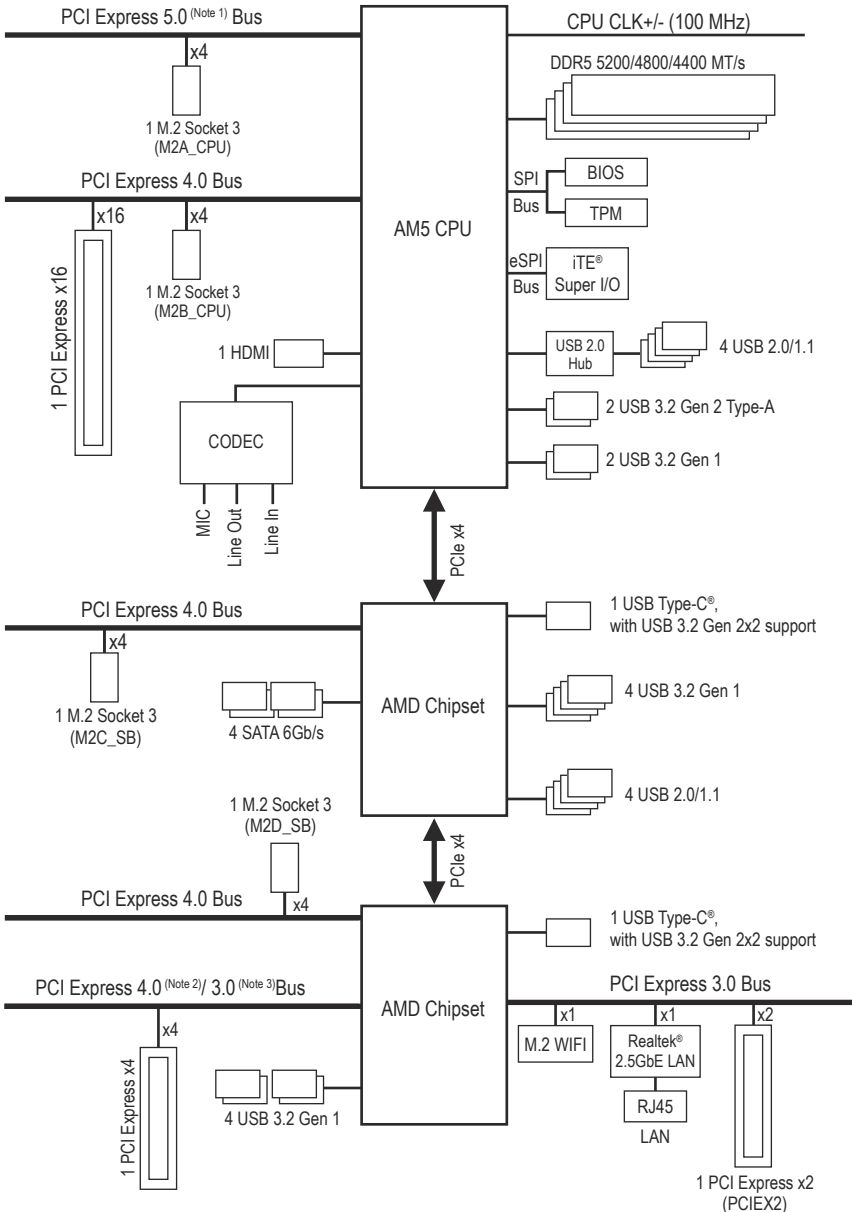 PCI Express 5.0 (Note 1) Bus
CPU CLK+/- (100 MHz)
x4
DDR5 5200/4800/4400 MT/s
1 M.2 Socket 3
(M2A_CPU)
PCI Express 4.0 Bus
SPI
Bus
BIOS
TPM
x16
x4
AM5 CPU
1 PCI Express x16
1 M.2 Socket 3
(M2B_CPU)
eSPI
Bus
iTE®
Super I/O
1 HDMI
USB 2.0
Hub
4 USB 2.0/1.1
CODEC
2 USB 3.2 Gen 2 Type-A
2 USB 3.2 Gen 1
MIC
Line Out
Line In
PCIe x4
PCI Express 4.0 Bus
1 USB Type-C®,
with USB 3.2 Gen 2x2 support
x4
1 M.2 Socket 3
(M2C_SB)
4 SATA 6Gb/s
AMD Chipset
4 USB 3.2 Gen 1
4 USB 2.0/1.1
1 M.2 Socket 3
(M2D_SB)
PCIe x4
PCI Express 4.0 Bus
x4
1 USB Type-C®,
with USB 3.2 Gen 2x2 support
PCI Express 4.0 (Note 2)/ 3.0 (Note 3)Bus
AMD Chipset
PCI Express 3.0 Bus
x4
x1
x1
x2
1 PCI Express x4
M.2 WIFI
Realtek®
2.5GbE LAN
4 USB 3.2 Gen 1
RJ45
LAN
1 PCI Express x2
(PCIEX2)